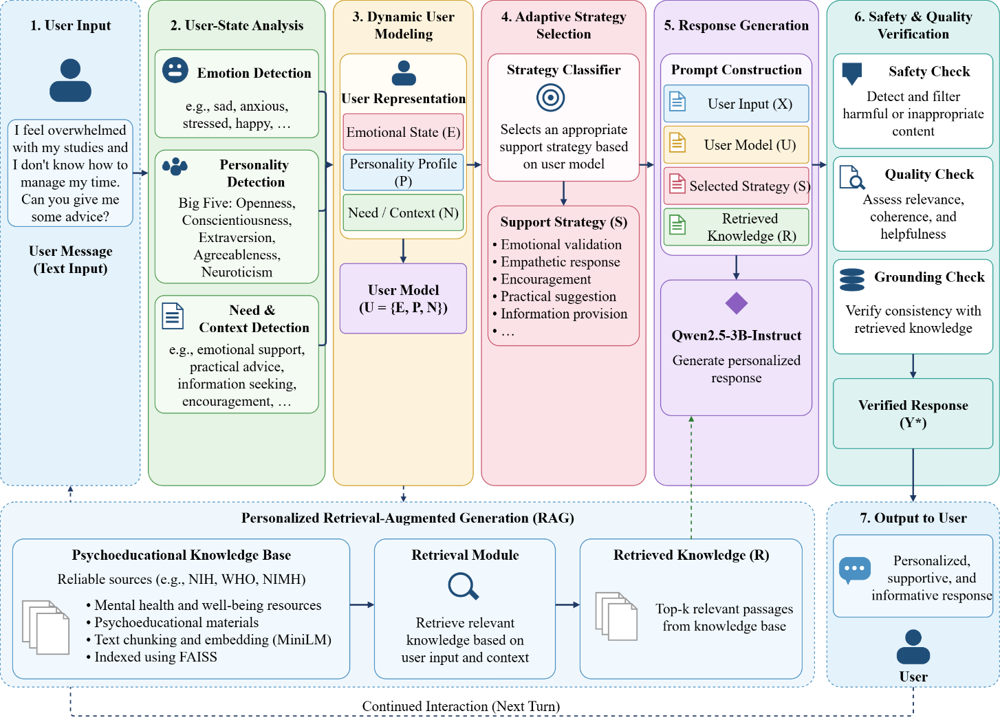 1. User Input
I feel overwhelmed
with my studies and
I don't know how to
manage my time.
Can you give me
some advice?
User Message
(Text Input)
2. User-State Analysis
Emotion Detection
e.g., sad, anxious,
stressed, happy, …
Personality
Detection
Big Five: Openness,
Conscientiousness,
Extraversion,
Agreeableness,
Neuroticism
Need &
Context Detection
e.g., emotional support,
practical advice,
information seeking,
encouragement, …
3. Dynamic User
Modeling
User Representation
Emotional State (E)
Personality Profile
(P)
Need / Context (N)
User Model
(U = {E, P, N})
4. Adaptive Strategy
Selection
Strategy Classifier
Selects an appropriate
support strategy based
on user model
Support Strategy (S)
• Emotional validation
• Empathetic response
• Encouragement
• Practical suggestion
• Information provision
• …
5. Response Generation
Prompt Construction
User Input (X)
User Model (U)
Selected Strategy (S)
Retrieved
Knowledge (R)
Qwen2.5-3B-Instruct
Generate personalized
response
6. Safety & Quality
Verification
Safety Check
Detect and filter
harmful or inappropriate
content
Quality Check
Assess relevance,
coherence, and
helpfulness
Grounding Check
Verify consistency with
retrieved knowledge
Verified Response
(Y*)
Personalized Retrieval-Augmented Generation (RAG)
Psychoeducational Knowledge Base
Reliable sources (e.g., NIH, WHO, NIMH)
• Mental health and well-being resources
• Psychoeducational materials
• Text chunking and embedding (MiniLM)
• Indexed using FAISS
Retrieval Module
Retrieve relevant
knowledge based on
user input and context
Retrieved Knowledge (R)
Top-k relevant passages
from knowledge base
7. Output to User
Personalized,
supportive, and
informative response
User
Continued Interaction (Next Turn)